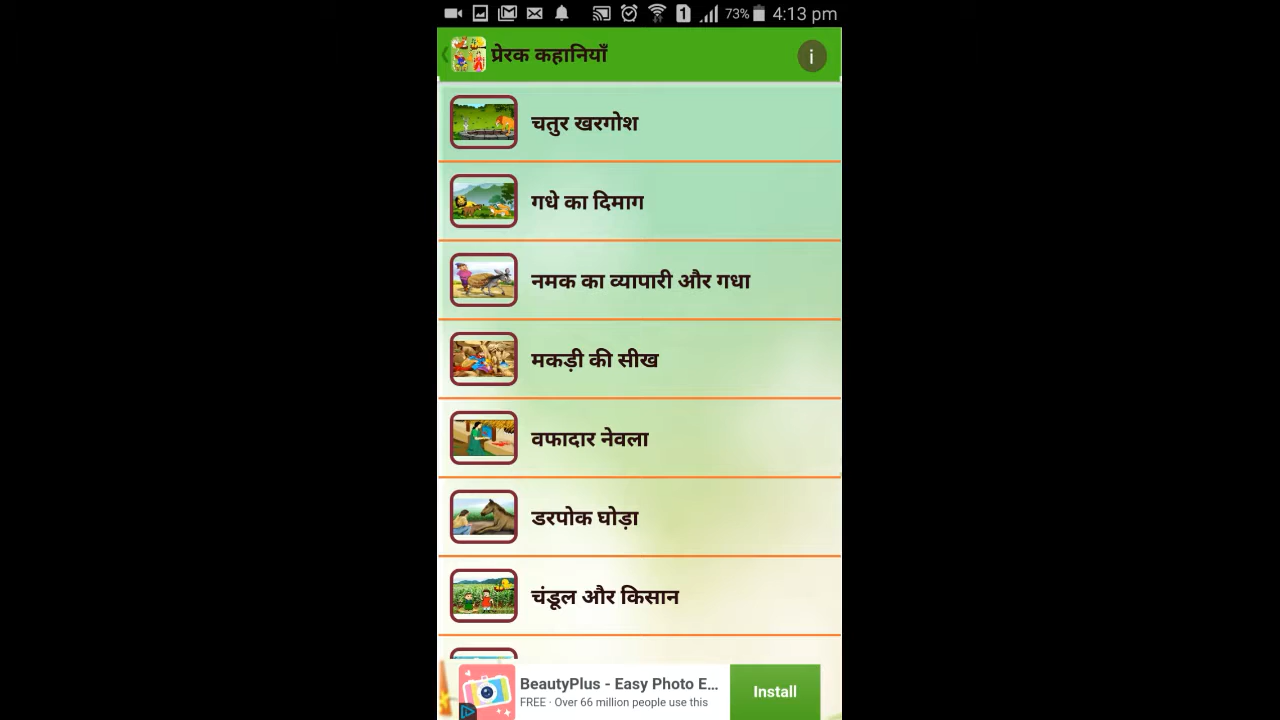 1 73% 4:13 pm
प्रेरक कहानियाँ i
चतुर खरगोश
गधे का दिमाग
नमक का व्यापारी और गधा
मकड़ी की सीख
वफादार नेवला
डरपोक घोड़ा
चंडूल और किसान
BeautyPlus - Easy Photo E...
FREE · Over 66 million people use this
Install